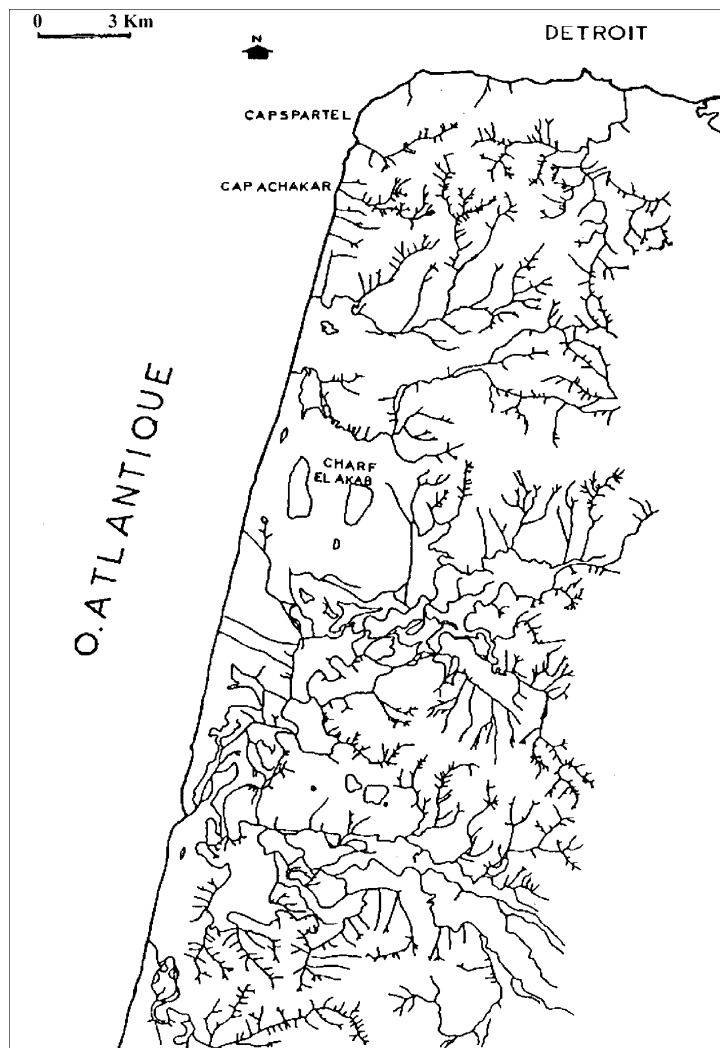 0 3 Km
N
DETROIT
CAPSPARTEL
CAP ACHAKAR
O. ATLANTIQUE
CHARF
EL AKAB